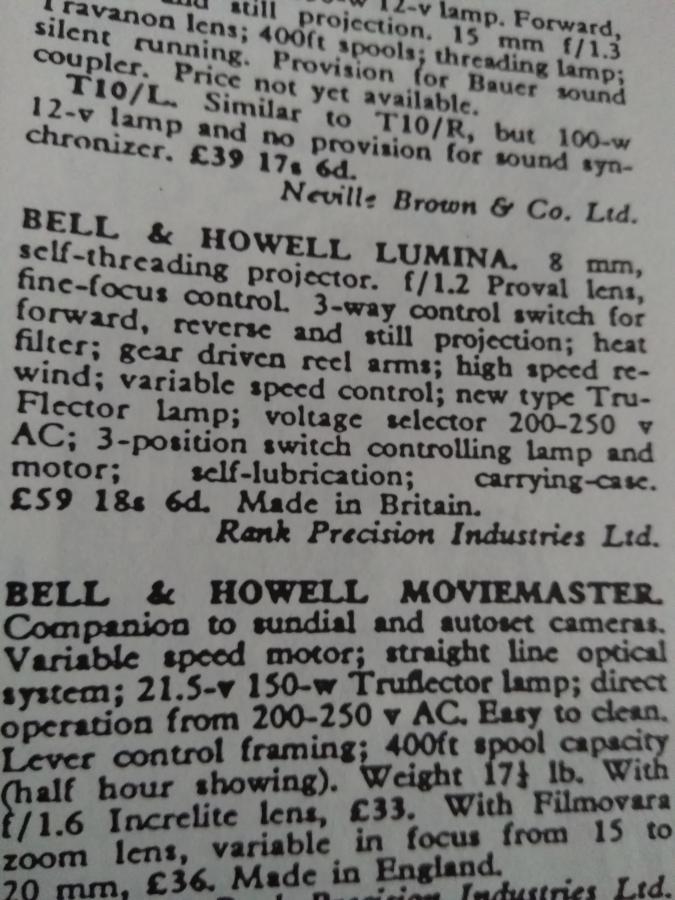 12-v lamp. Forward,
still projection. 15 mm f/1.3
Travanon lens; 400ft spools; threading lamp;
silent running. Provision for Bauer sound
coupler. Price not yet available.
T10/L. Similar to T10/R, but 100-w
12-v lamp and no provision for sound syn-
chronizer. £39 17s 6d.
Neville Brown & Co. Ltd.
BELL & HOWELL LUMINA. 8 mm,
self-threading projector. f/1.2 Proval lens,
fine-focus control. 3-way control switch for
forward, reverse and still projection; heat
filter; gear driven reel arms; high speed re-
wind; variable speed control; new type Tru-
Flector lamp; voltage selector 200-250 v
AC; 3-position switch controlling lamp and
motor; self-lubrication; carrying-case.
£59 18s 6d. Made in Britain.
Rank Precision Industries Ltd.
BELL & HOWELL MOVIEMASTER.
Companion to sundial and autoset cameras.
Variable speed motor; straight line optical
system; 21.5-v 150-w Truflector lamp; direct
operation from 200-250 v AC. Easy to clean.
Lever control framing; 400ft spool capacity
(half hour showing). Weight 17½ lb. With
f/1.6 Increlite lens, £33. With Filmovara
zoom lens, variable in focus from 15 to
20 mm, £36. Made in England.
Rank Precision Industries Ltd.